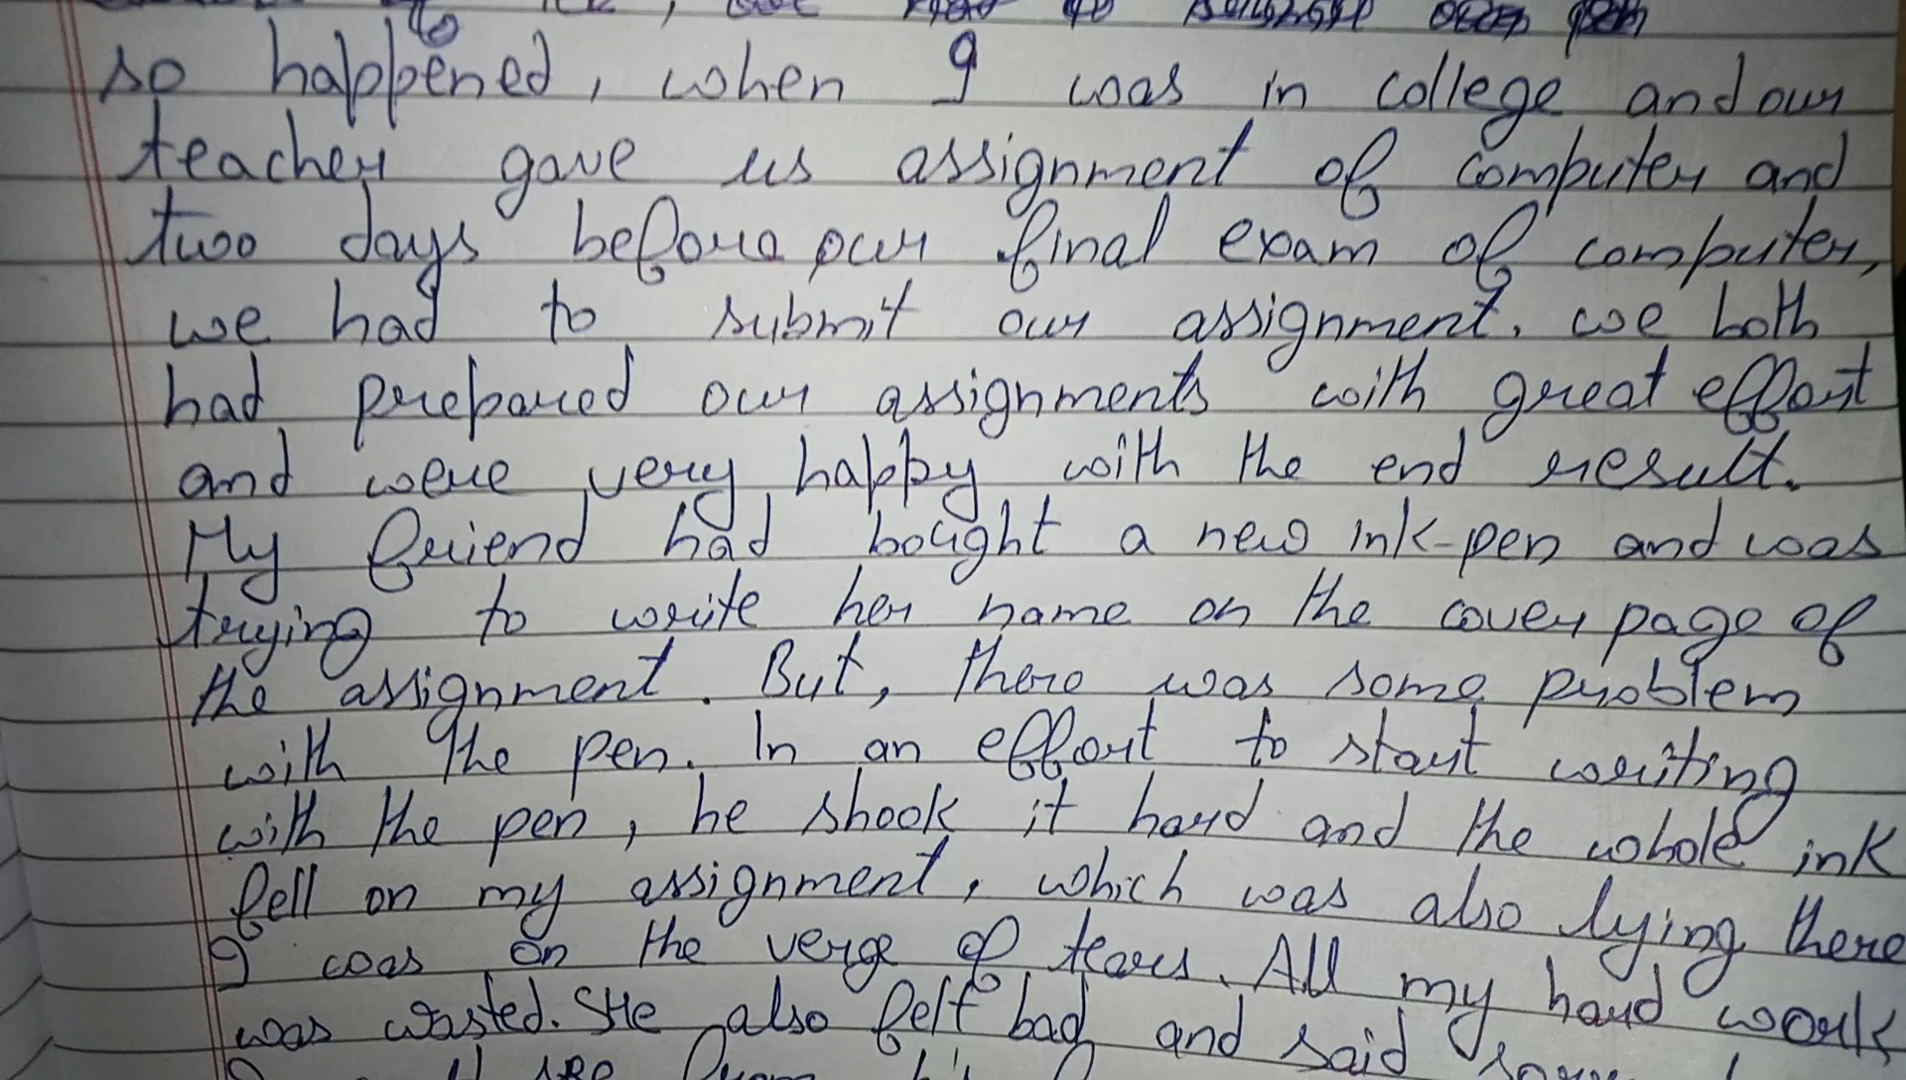 to
so happened, when I was in college and our
teacher gave us assignment of computer and
two days before our final exam of computer,
we had to submit our assignment. we both
had prepared our assignments with great effort
and were very happy with the end result.
My friend had bought a new ink-pen and was
trying to write her name on the cover page of
the assignment. But, there was some problem
with the pen. In an effort to start writing
with the pen, he shook it hard and the whole ink
fell on my assignment, which was also lying there
I was on the verge of tears. All my hard work
was wasted. SHe also felt bad and said